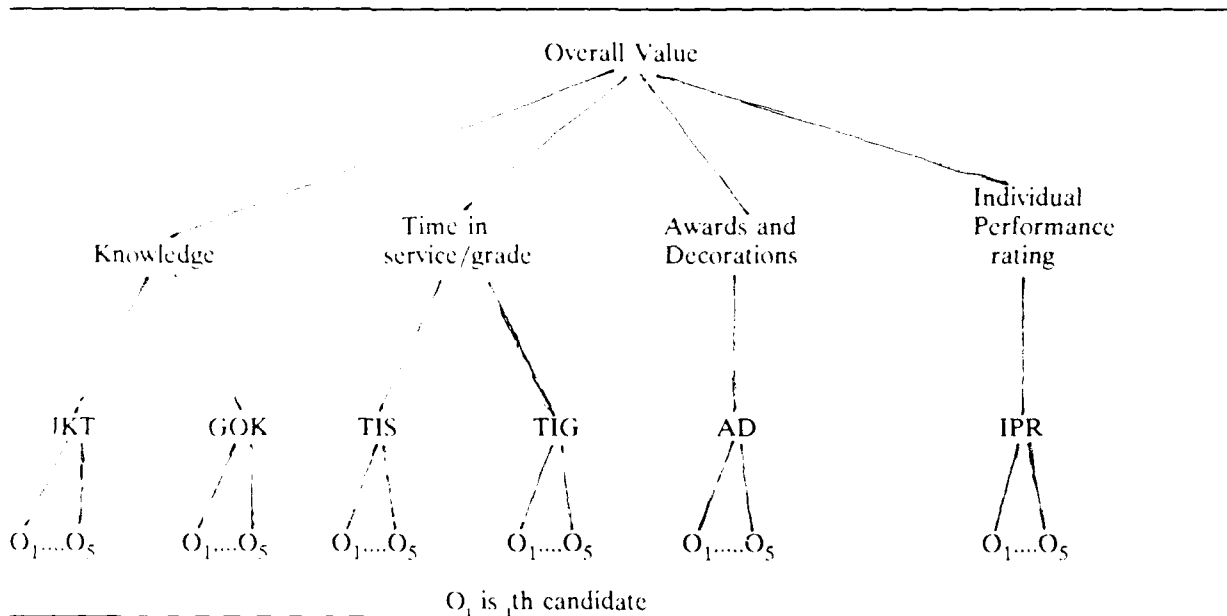 Overall Value
Knowledge
Time in
service/grade
Awards and
Decorations
Individual
Performance
rating
JKT GOK TIS TIG AD IPR
O₁....O₅ O₁....O₅ O₁....O₅ O₁....O₅ O₁.....O₅ O₁....O₅
Oᵢ is ᵢth candidate